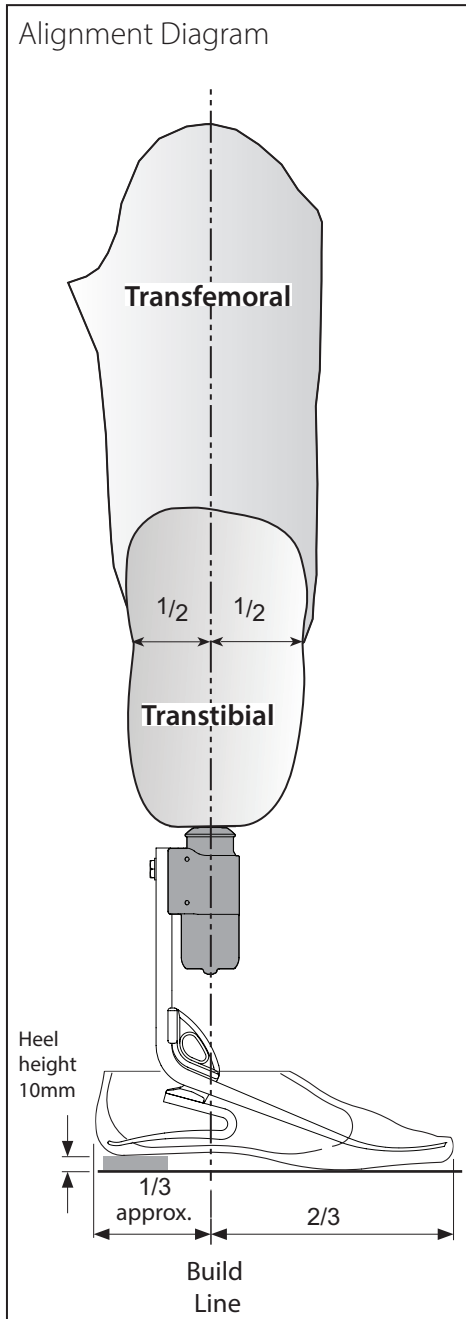 Alignment Diagram
Transfemoral
1/2
1/2
Transtibial
Heel
height
10mm
1/3
approx.
2/3
Build
Line